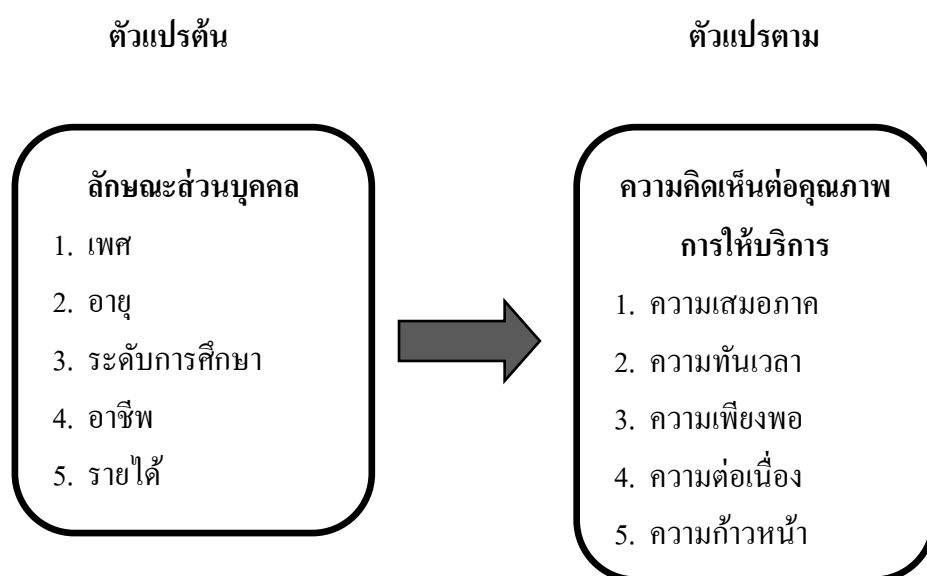 ตัวแปรต้น
ตัวแปรตาม
ลักษณะส่วนบุคคล
1. เพศ
2. อายุ
3. ระดับการศึกษา
4. อาชีพ
5. รายได้
ความคิดเห็นต่อคุณภาพ
การให้บริการ
1. ความเสมอภาค
2. ความทันเวลา
3. ความเพียงพอ
4. ความต่อเนื่อง
5. ความก้าวหน้า